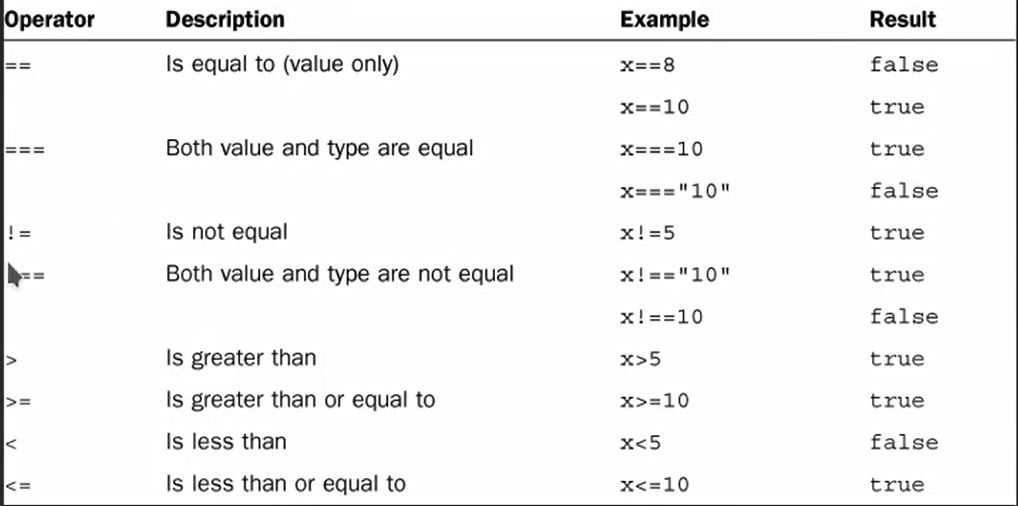 Operator Description Example Result
== Is equal to (value only) x==8 false
x==10 true
=== Both value and type are equal x===10 true
x==="10" false
!= Is not equal x!=5 true
== Both value and type are not equal x!=="10" true
x!==10 false
> Is greater than x>5 true
>= Is greater than or equal to x>=10 true
< Is less than x<5 false
<= Is less than or equal to x<=10 true